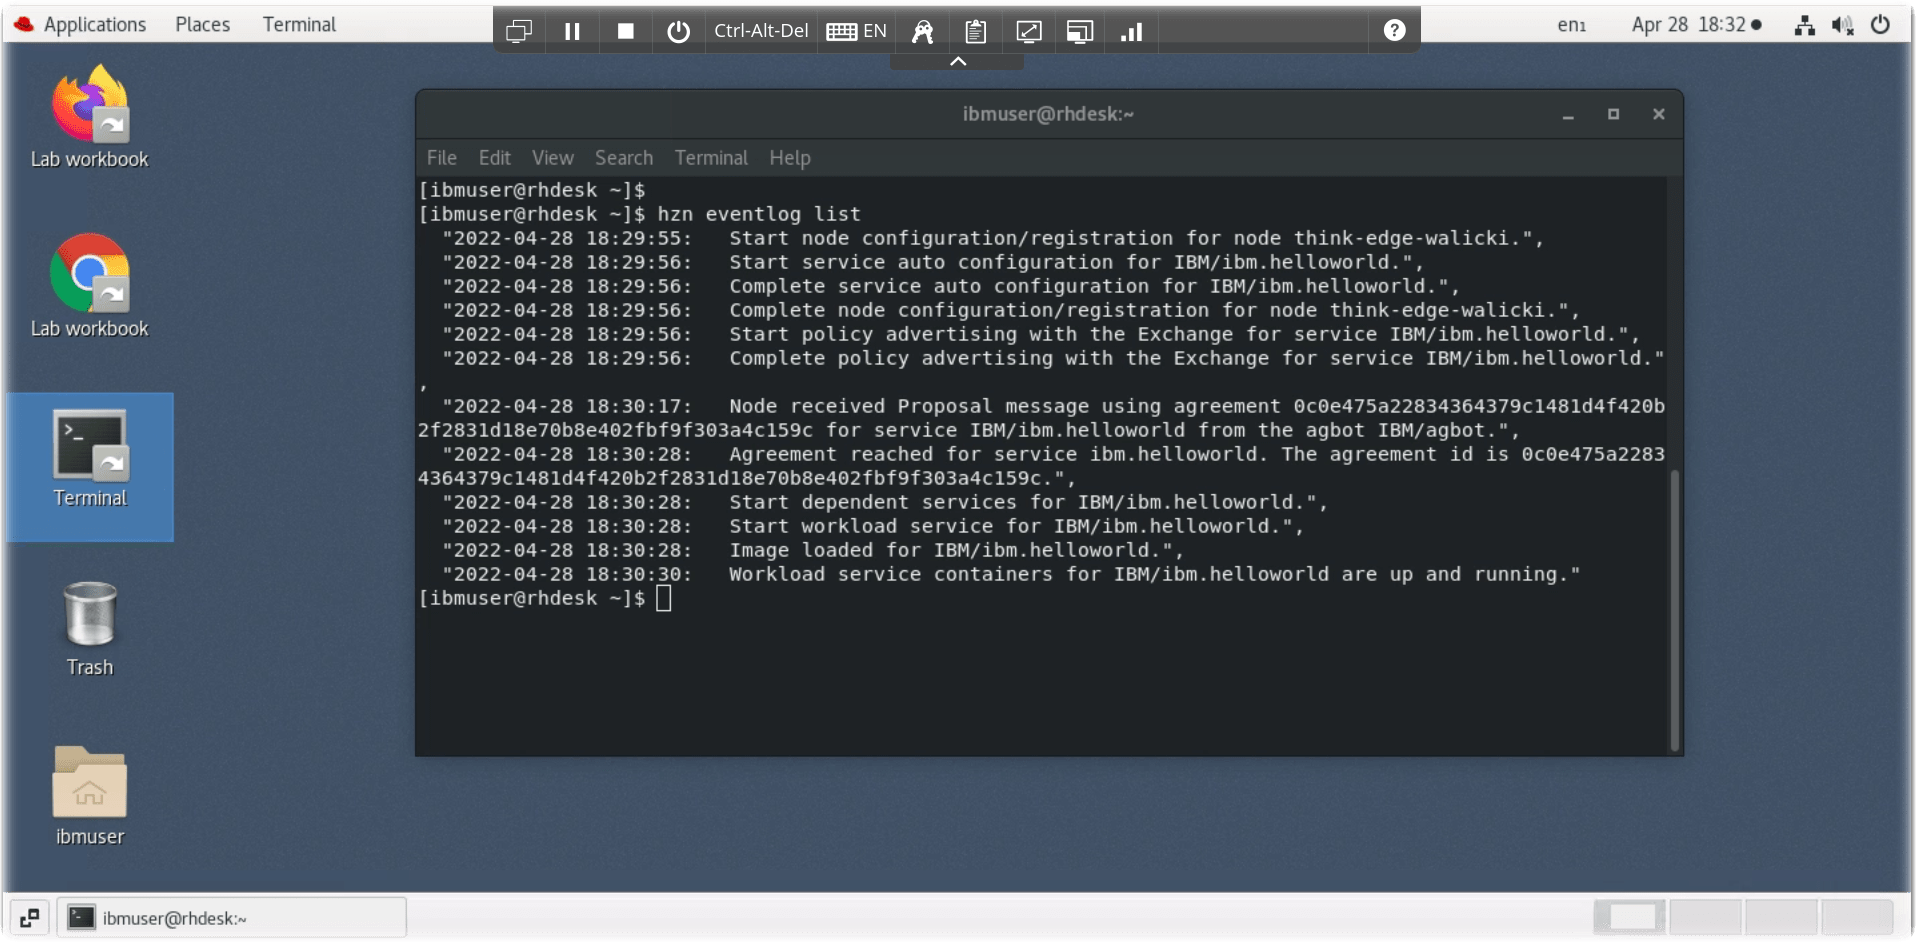 Applications Places Terminal
Ctrl-Alt-Del EN
?
en₁ Apr 28 18:32
Lab workbook
Lab workbook
Terminal
Trash
ibmuser
ibmuser@rhdesk:~
File Edit View Search Terminal Help
[ibmuser@rhdesk ~]$
[ibmuser@rhdesk ~]$ hzn eventlog list
"2022-04-28 18:29:55:   Start node configuration/registration for node think-edge-walicki.",
"2022-04-28 18:29:56:   Start service auto configuration for IBM/ibm.helloworld.",
"2022-04-28 18:29:56:   Complete service auto configuration for IBM/ibm.helloworld.",
"2022-04-28 18:29:56:   Complete node configuration/registration for node think-edge-walicki.",
"2022-04-28 18:29:56:   Start policy advertising with the Exchange for service IBM/ibm.helloworld.",
"2022-04-28 18:29:56:   Complete policy advertising with the Exchange for service IBM/ibm.helloworld."
,
"2022-04-28 18:30:17:   Node received Proposal message using agreement 0c0e475a22834364379c1481d4f420b
2f2831d18e70b8e402fbf9f303a4c159c for service IBM/ibm.helloworld from the agbot IBM/agbot.",
"2022-04-28 18:30:28:   Agreement reached for service ibm.helloworld. The agreement id is 0c0e475a2283
4364379c1481d4f420b2f2831d18e70b8e402fbf9f303a4c159c.",
"2022-04-28 18:30:28:   Start dependent services for IBM/ibm.helloworld.",
"2022-04-28 18:30:28:   Start workload service for IBM/ibm.helloworld.",
"2022-04-28 18:30:28:   Image loaded for IBM/ibm.helloworld.",
"2022-04-28 18:30:30:   Workload service containers for IBM/ibm.helloworld are up and running."
[ibmuser@rhdesk ~]$
ibmuser@rhdesk:~